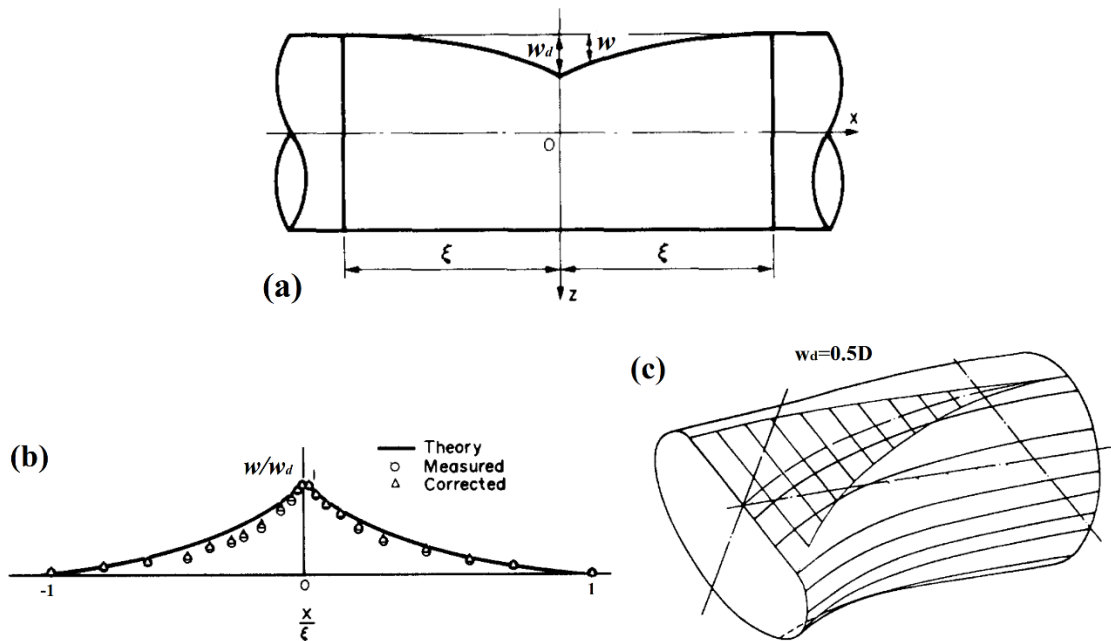 w_d w
x
O
ξ ξ
(a) z
w_d=0.5D
(c)
(b)
w/w_d 1
Theory
Measured
Corrected
-1 0 1
x/ξ